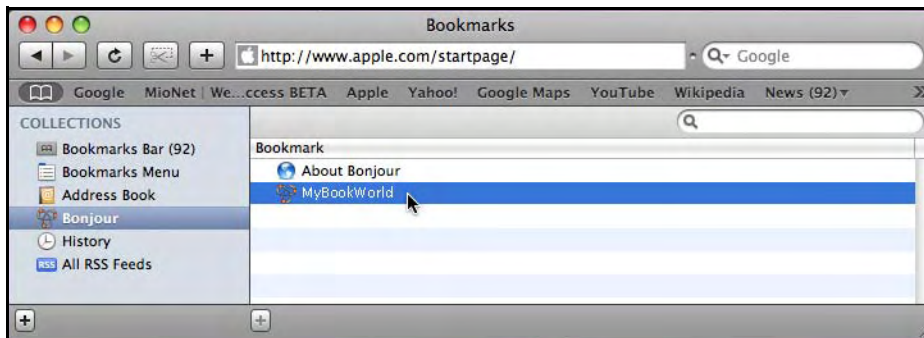 Bookmarks
http://www.apple.com/startpage/
Google
Google MioNet | We...ccess BETA Apple Yahoo! Google Maps YouTube Wikipedia News (92)
COLLECTIONS
Bookmarks Bar (92)
Bookmarks Menu
Address Book
Bonjour
History
RSS All RSS Feeds
Bookmark
About Bonjour
MyBookWorld